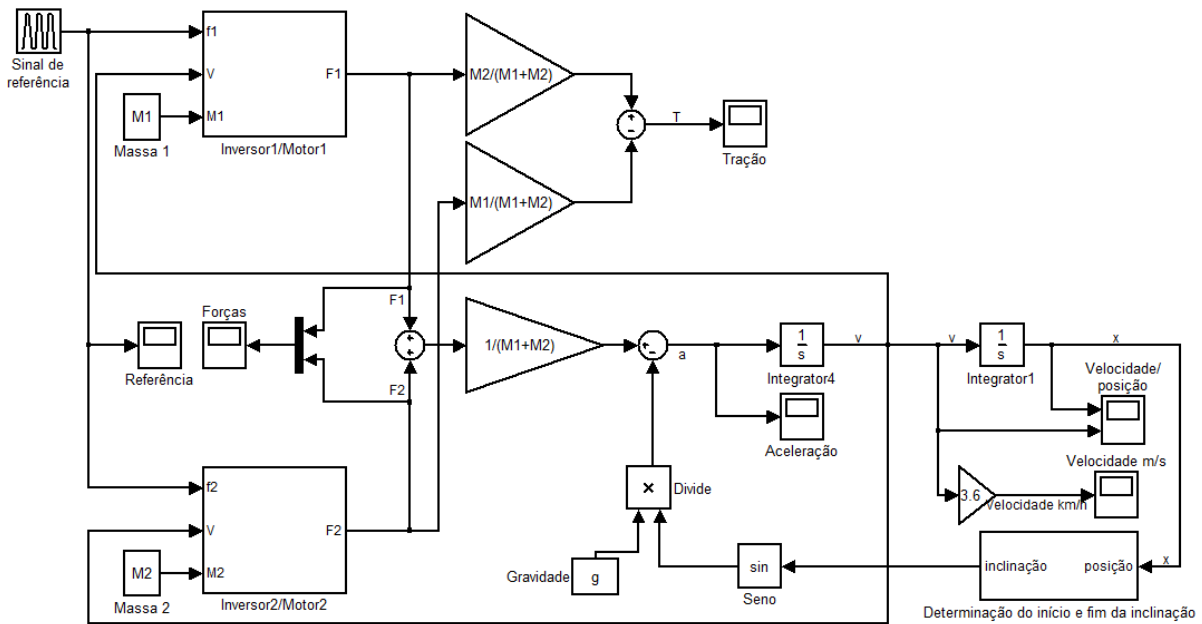 Sinal de
referência
f1
V
M1
F1
Inversor1/Motor1
M1
Massa 1
M2/(M1+M2)
M1/(M1+M2)
+
-
T
Tração
Referência
Forças
F1
F2
+
+
1/(M1+M2)
+
-
a
1
s
Integrator4
Aceleração
v
v
1
s
Integrator1
x
Velocidade/
posição
Velocidade m/s
3.6
Velocidade km/h
x
Divide
Gravidade
g
sin
Seno
inclinação
posição
x
Determinação do início e fim da inclinação
f2
V
M2
F2
Inversor2/Motor2
M2
Massa 2